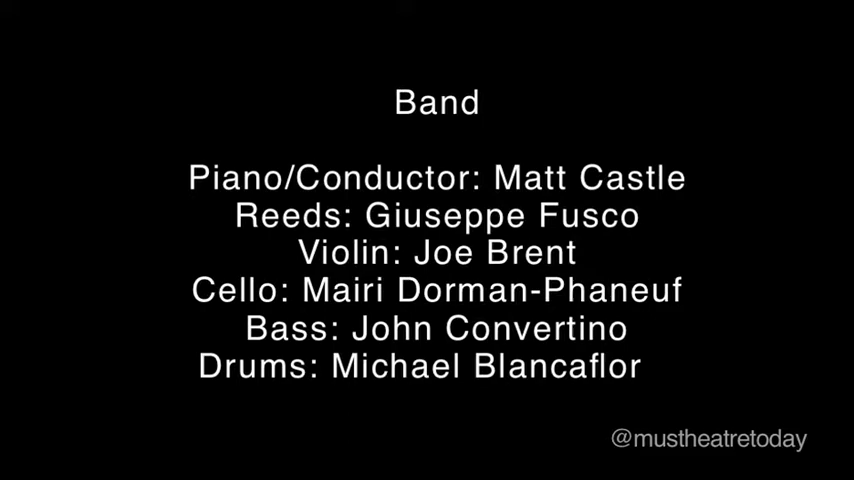 Band
Piano/Conductor: Matt Castle
Reeds: Giuseppe Fusco
Violin: Joe Brent
Cello: Mairi Dorman-Phaneuf
Bass: John Convertino
Drums: Michael Blancaflor
@mustheatretoday